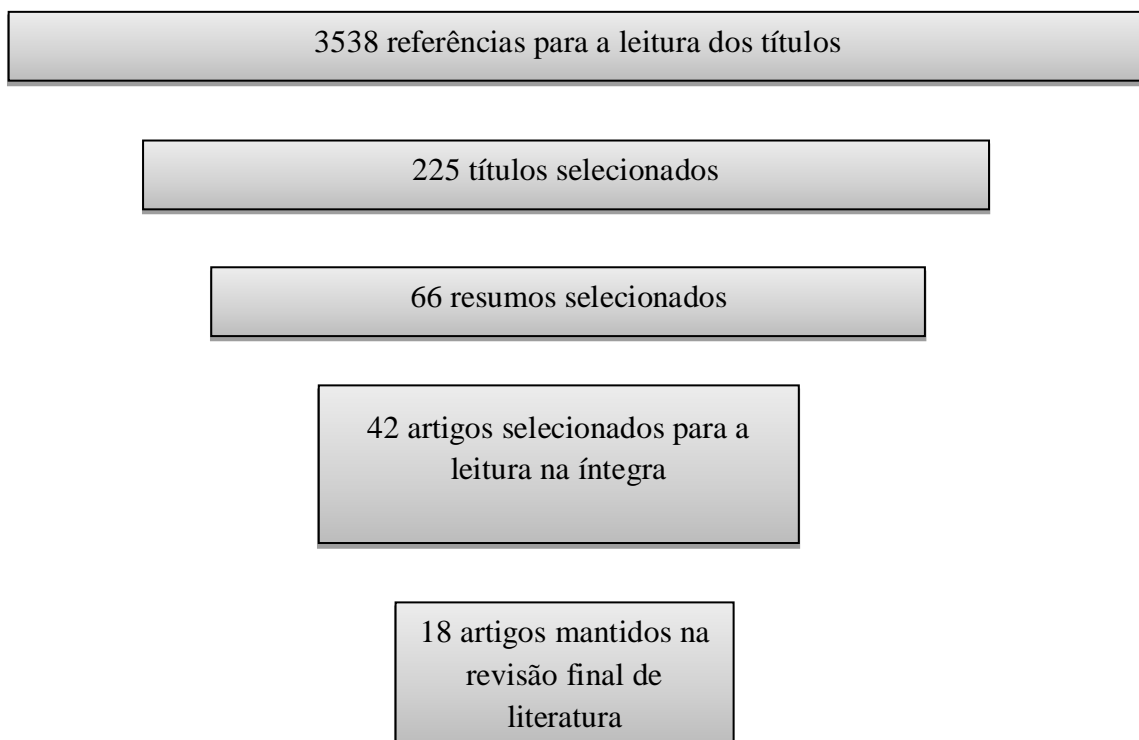 3538 referências para a leitura dos títulos
225 títulos selecionados
66 resumos selecionados
42 artigos selecionados para a
leitura na íntegra
18 artigos mantidos na
revisão final de
literatura